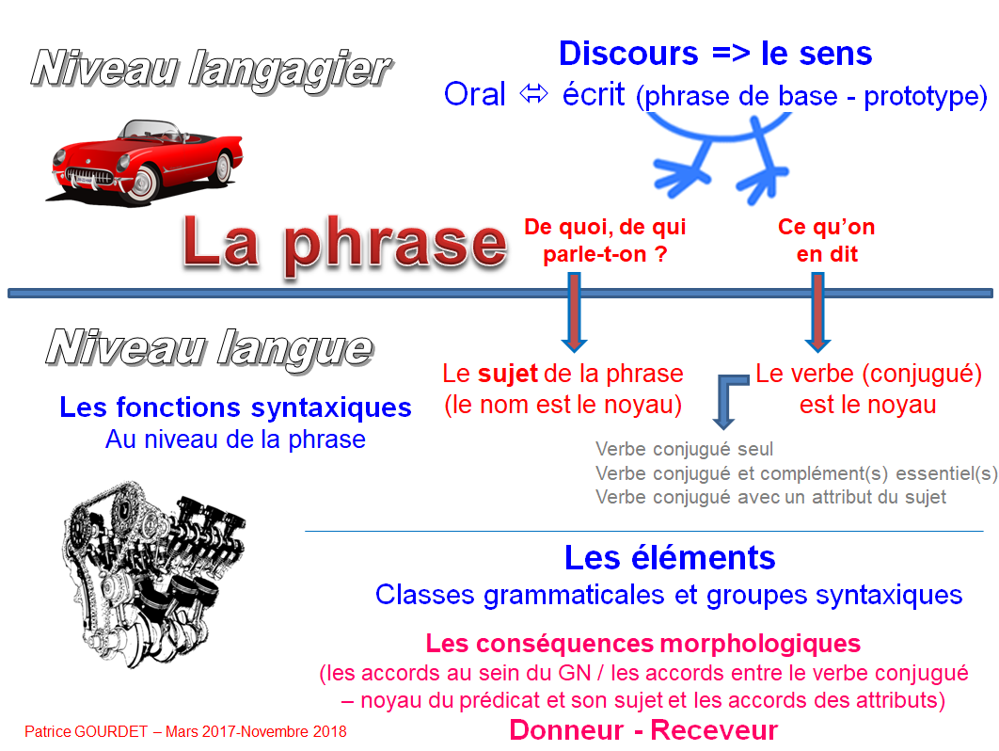 Niveau langagier
Discours => le sens
Oral ⬄ écrit (phrase de base - prototype)
La phrase
De quoi, de qui
parle-t-on ?
Ce qu’on
en dit
Niveau langue
Les fonctions syntaxiques
Au niveau de la phrase
Le sujet de la phrase
(le nom est le noyau)
Le verbe (conjugué)
est le noyau
Verbe conjugué seul
Verbe conjugué et complément(s) essentiel(s)
Verbe conjugué avec un attribut du sujet
Les éléments
Classes grammaticales et groupes syntaxiques
Les conséquences morphologiques
(les accords au sein du GN / les accords entre le verbe conjugué
– noyau du prédicat et son sujet et les accords des attributs)
Donneur - Receveur
Patrice GOURDET – Mars 2017-Novembre 2018